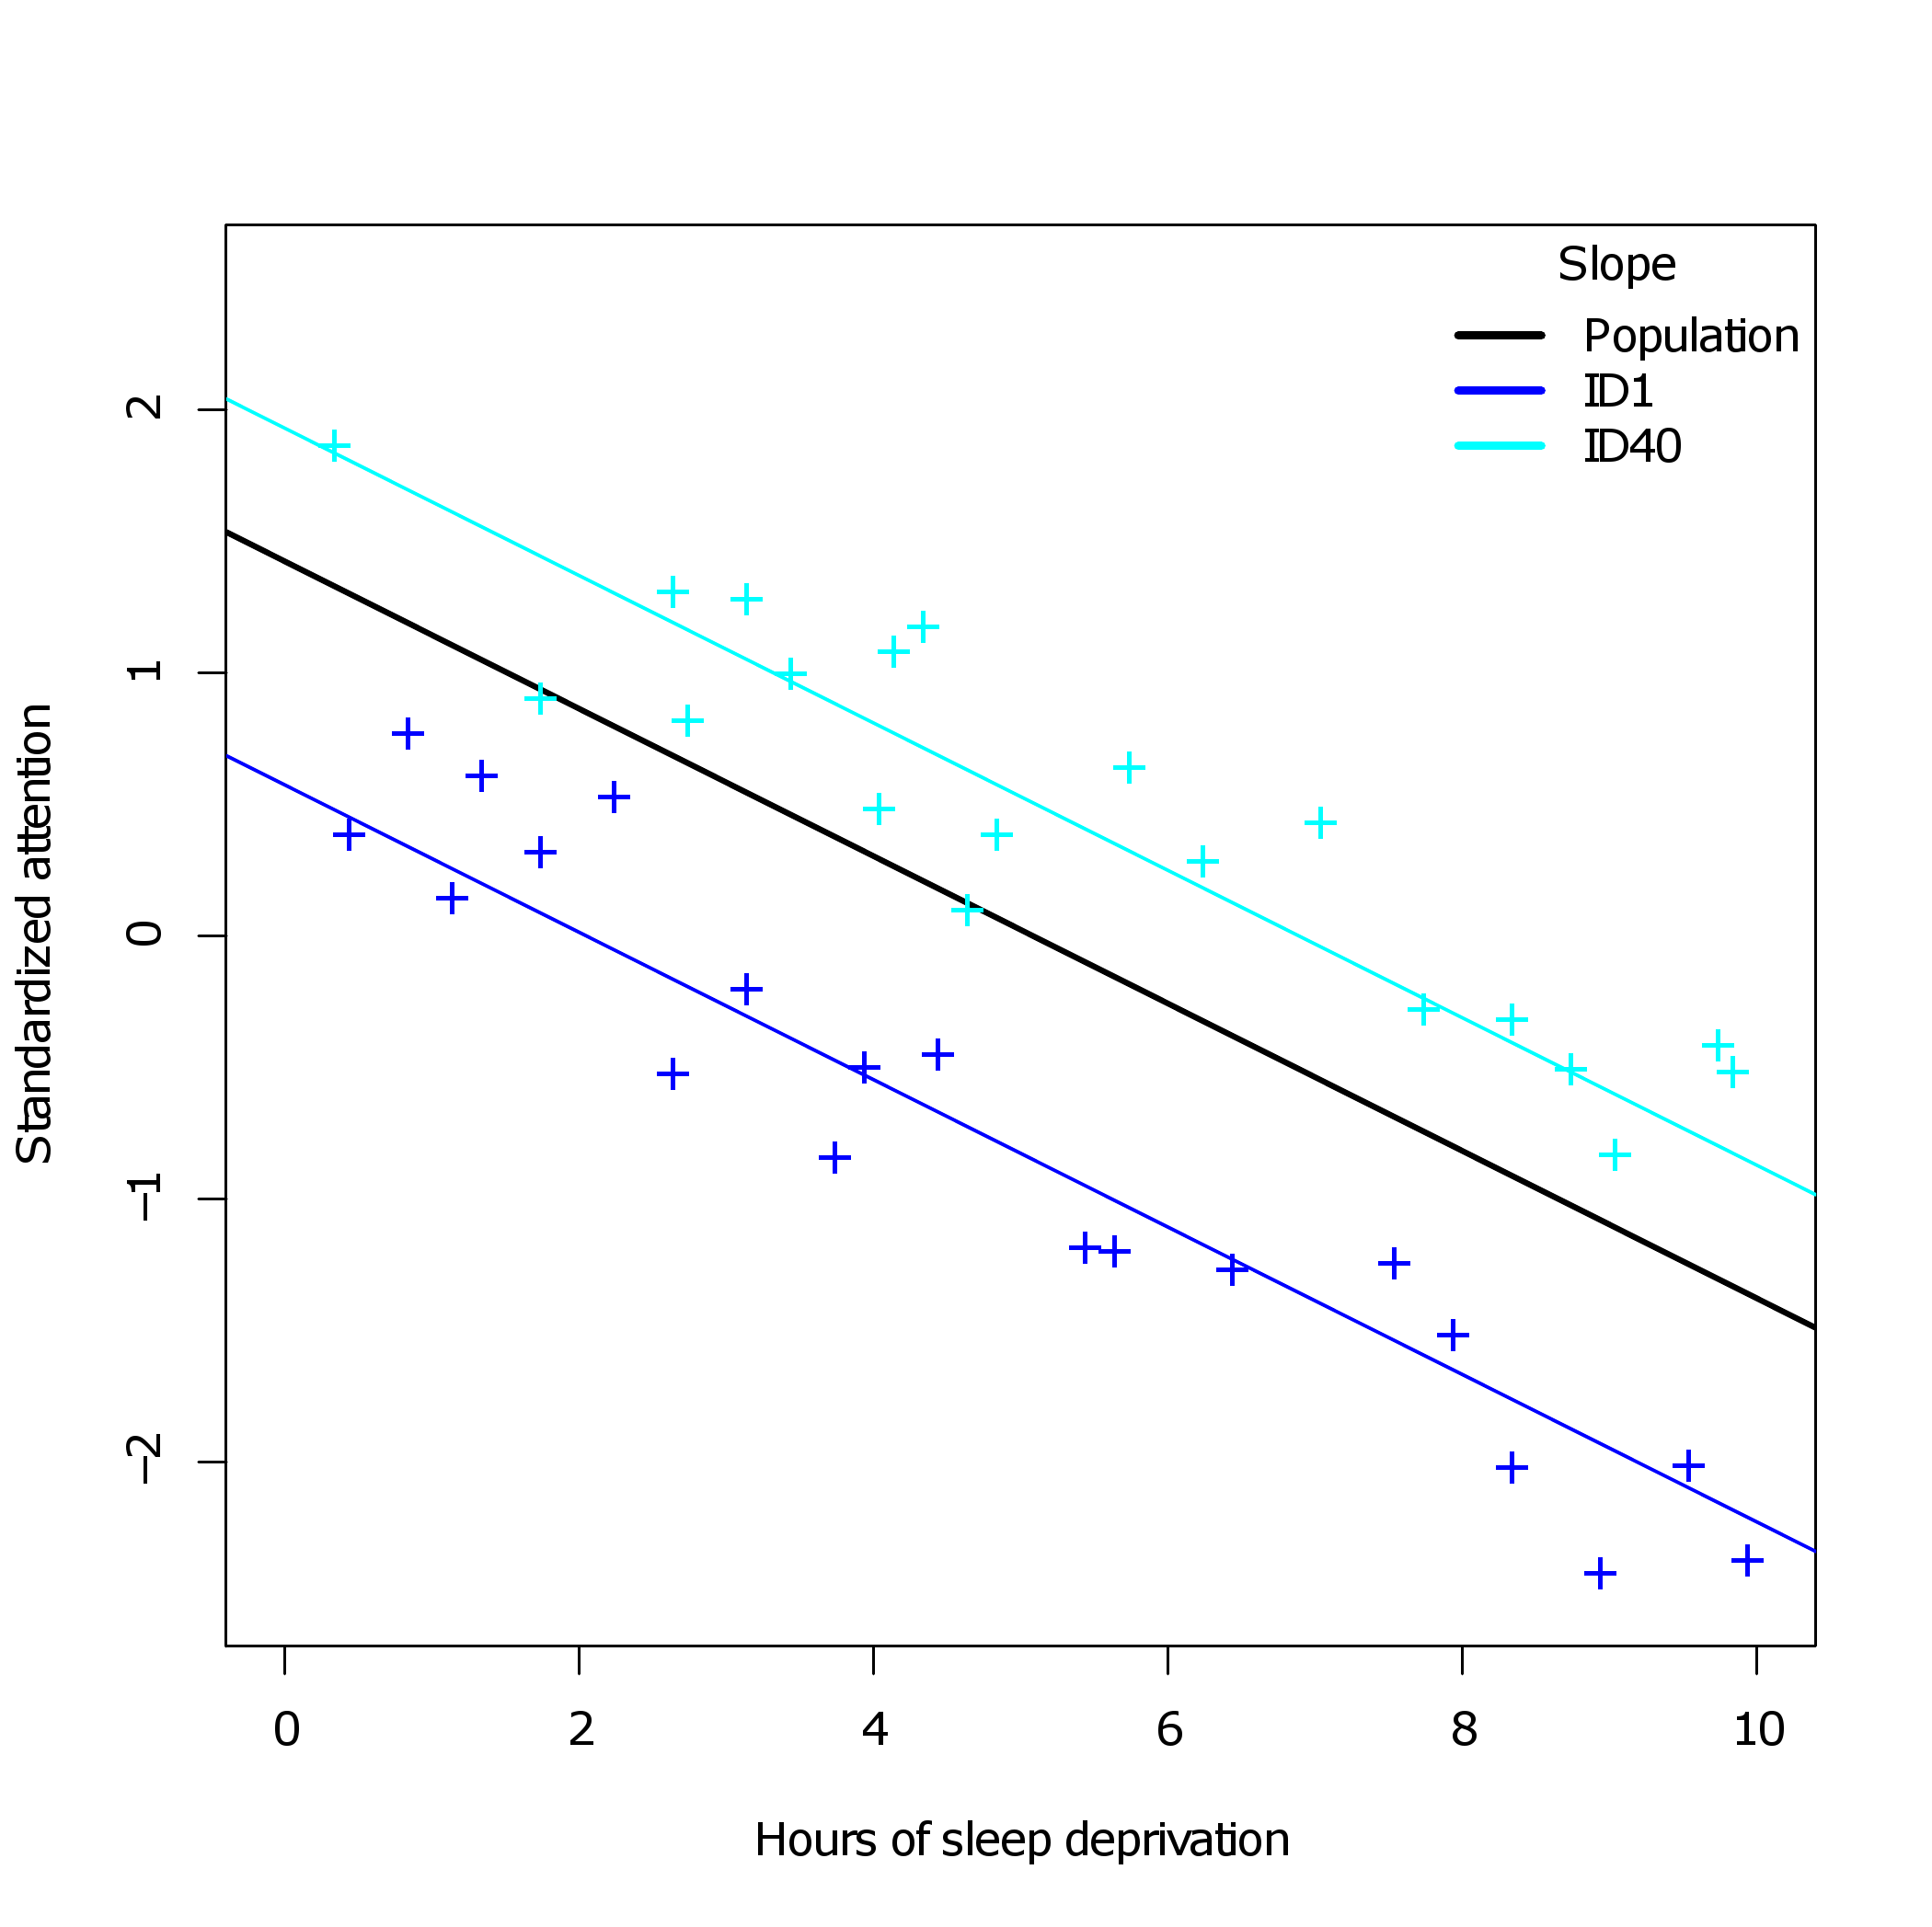 Slope
Population
ID1
ID40
2
1
0
−1
−2
Standardized attention
0 2 4 6 8 10
Hours of sleep deprivation